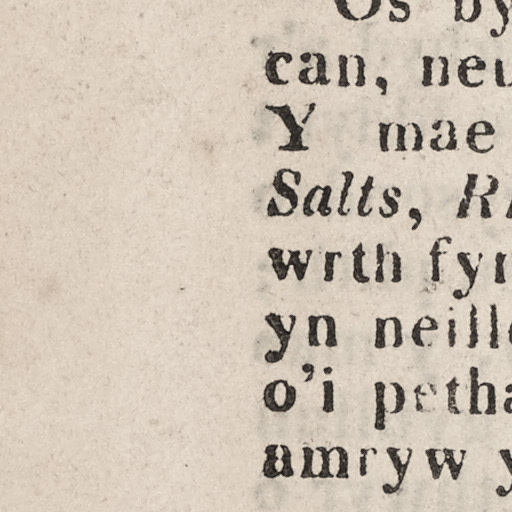 Os by
can, neu
Y mae
Salts, R
wrth fyr
yn neill
o'i petha
amryw y